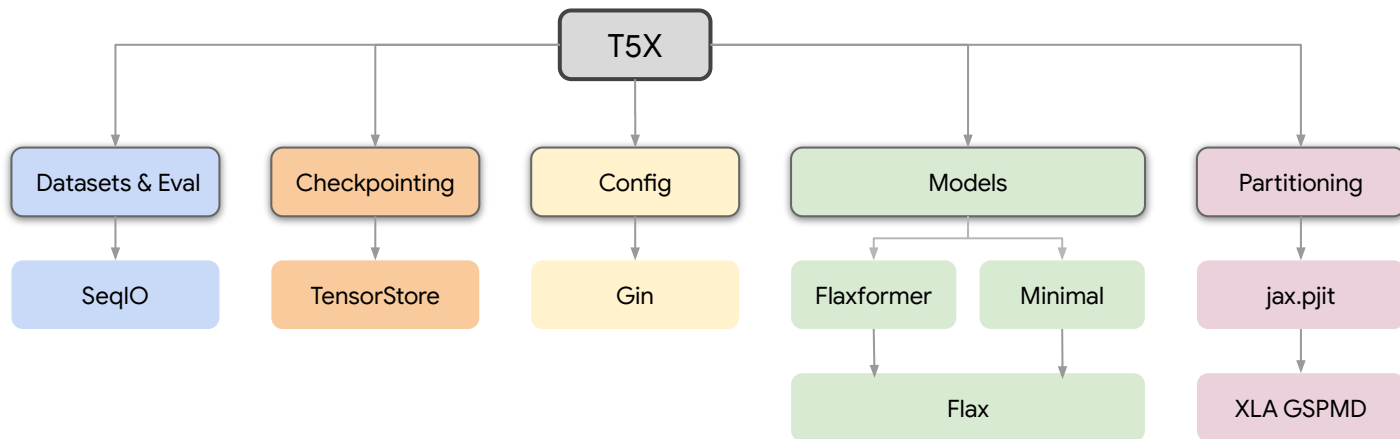 T5X
Datasets & Eval
Checkpointing
Config
Models
Partitioning
SeqIO
TensorStore
Gin
Flaxformer
Minimal
jax.pjit
Flax
XLA GSPMD